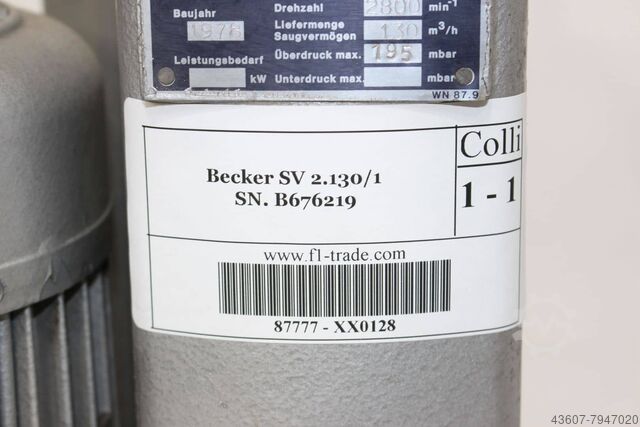 Baujahr Drehzahl 2800 min-1
1976 Liefermenge
Saugvermögen 130 m³/h
Leistungsbedarf Überdruck max. 195 mbar
kW Unterdruck max. mbar
WN 87.9
Colli
Becker SV 2.130/1
SN. B676219
1 - 1
www.f1-trade.com
87777 - XX0128
43607-7947020